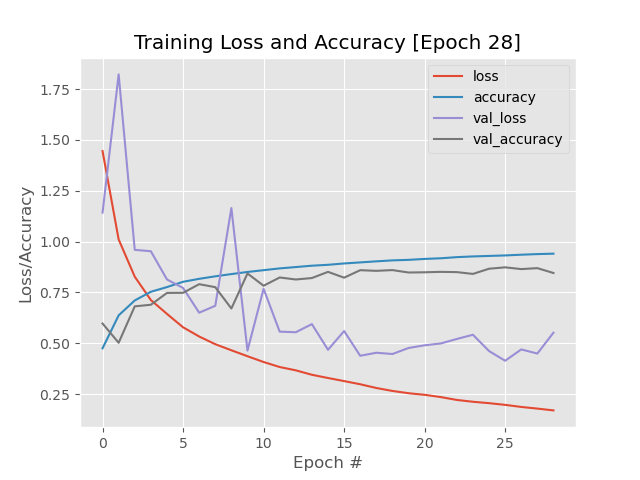 Training Loss and Accuracy [Epoch 28]
loss
accuracy
val_loss
val_accuracy
Loss/Accuracy
1.75
1.50
1.25
1.00
0.75
0.50
0.25
0 5 10 15 20 25
Epoch #